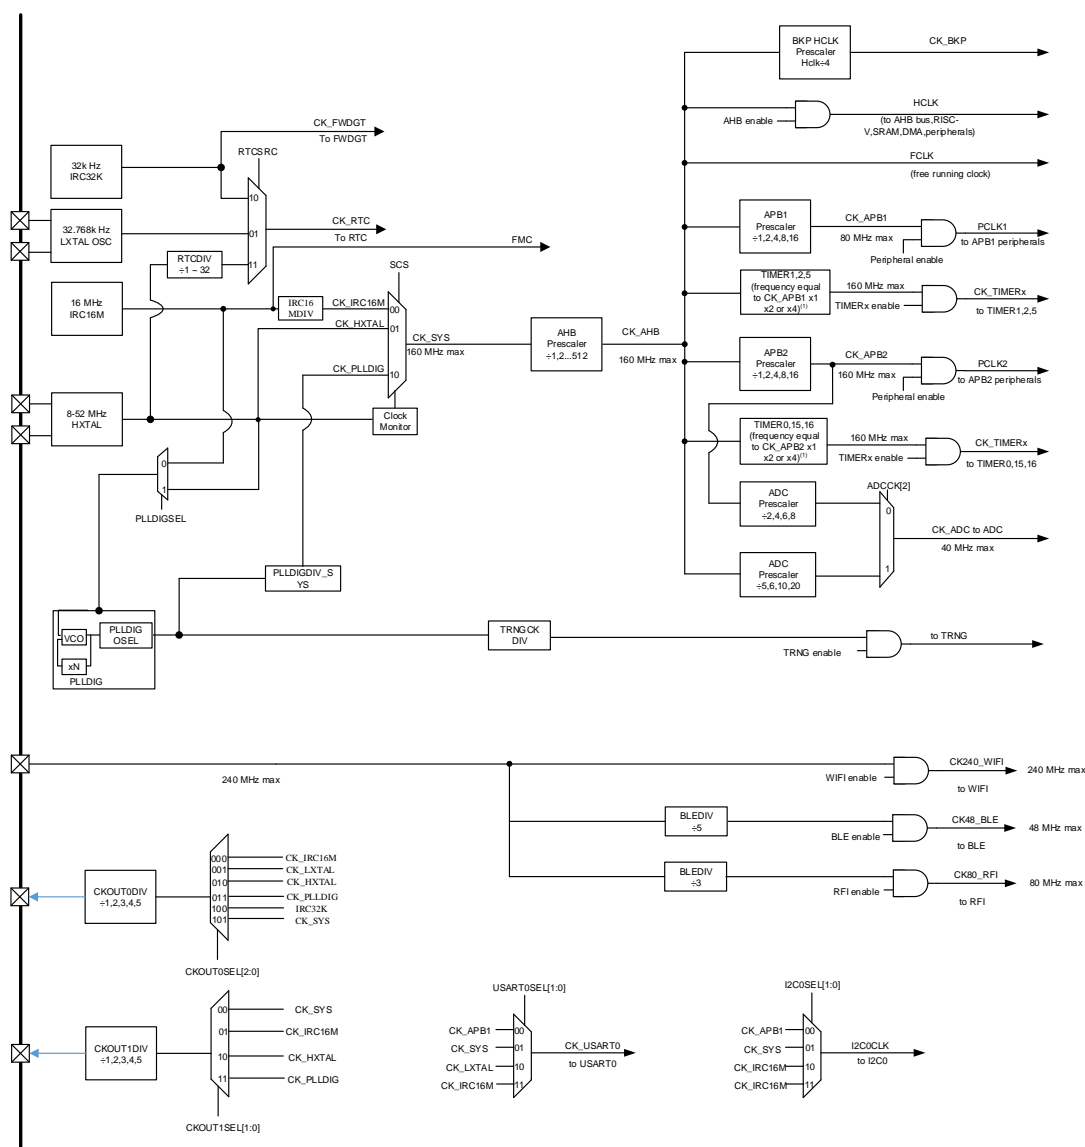 BKP HCLK
Prescaler
Hclk÷4
CK_BKP
HCLK
AHB enable
(to AHB bus,RISC-
V,SRAM,DMA,peripherals)
FCLK
(free running clock)
CK_FWDGT
To FWDGT
32k Hz
IRC32K
RTCSRC
10
01
11
32.768k Hz
LXTAL OSC
CK_RTC
To RTC
RTCDIV
÷1 ~ 32
FMC
16 MHz
IRC16M
IRC16
MDIV
CK_IRC16M
SCS
00
01
10
CK_HXTAL
CK_PLLDIG
CK_SYS
160 MHz max
AHB
Prescaler
÷1,2...512
CK_AHB
160 MHz max
APB1
Prescaler
÷1,2,4,8,16
CK_APB1
80 MHz max
Peripheral enable
PCLK1
to APB1 peripherals
TIMER1,2,5
(frequency equal
to CK_APB1 x1
x2 or x4)(1)
160 MHz max
TIMERx enable
CK_TIMERx
to TIMER1,2,5
APB2
Prescaler
÷1,2,4,8,16
CK_APB2
160 MHz max
Peripheral enable
PCLK2
to APB2 peripherals
8-52 MHz
HXTAL
Clock
Monitor
TIMER0,15,16
(frequency equal
to CK_APB2 x1
x2 or x4)(1)
160 MHz max
TIMERx enable
CK_TIMERx
to TIMER0,15,16
0
1
PLLDIGSEL
ADC
Prescaler
÷2,4,6,8
ADCCK[2]
0
1
CK_ADC to ADC
40 MHz max
ADC
Prescaler
÷5,6,10,20
PLLDIGDIV_S
YS
VCO
xN
PLLDIG
OSEL
PLLDIG
TRNGCK
DIV
TRNG enable
to TRNG
240 MHz max
WIFI enable
CK240_WIFI
to WIFI
240 MHz max
BLEDIV
÷5
BLE enable
CK48_BLE
to BLE
48 MHz max
BLEDIV
÷3
RFI enable
CK80_RFI
to RFI
80 MHz max
CKOUT0DIV
÷1,2,3,4,5
000
001
010
011
100
101
CK_IRC16M
CK_LXTAL
CK_HXTAL
CK_PLLDIG
IRC32K
CK_SYS
CKOUT0SEL[2:0]
CKOUT1DIV
÷1,2,3,4,5
00
01
10
11
CK_SYS
CK_IRC16M
CK_HXTAL
CK_PLLDIG
CKOUT1SEL[1:0]
USART0SEL[1:0]
CK_APB1
CK_SYS
CK_LXTAL
CK_IRC16M
00
01
10
11
CK_USART0
to USART0
I2C0SEL[1:0]
CK_APB1
CK_SYS
CK_IRC16M
CK_IRC16M
00
01
10
11
I2C0CLK
to I2C0